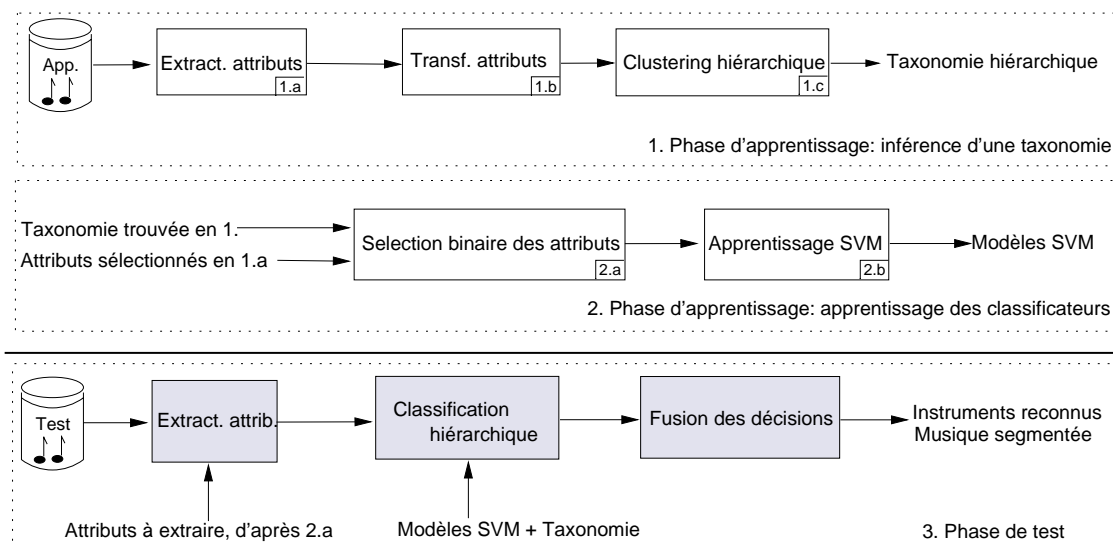 App.
Extract. attributs
1.a
Transf. attributs
1.b
Clustering hiérarchique
1.c
Taxonomie hiérarchique
1. Phase d'apprentissage: inférence d'une taxonomie
Taxonomie trouvée en 1.
Attributs sélectionnés en 1.a
Selection binaire des attributs
2.a
Apprentissage SVM
2.b
Modèles SVM
2. Phase d'apprentissage: apprentissage des classificateurs
Test
Extract. attrib.
Classification
hiérarchique
Fusion des décisions
Instruments reconnus
Musique segmentée
Attributs à extraire, d'après 2.a
Modèles SVM + Taxonomie
3. Phase de test